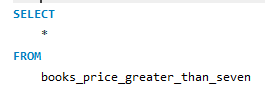 SELECT
*
FROM
books_price_greater_than_seven